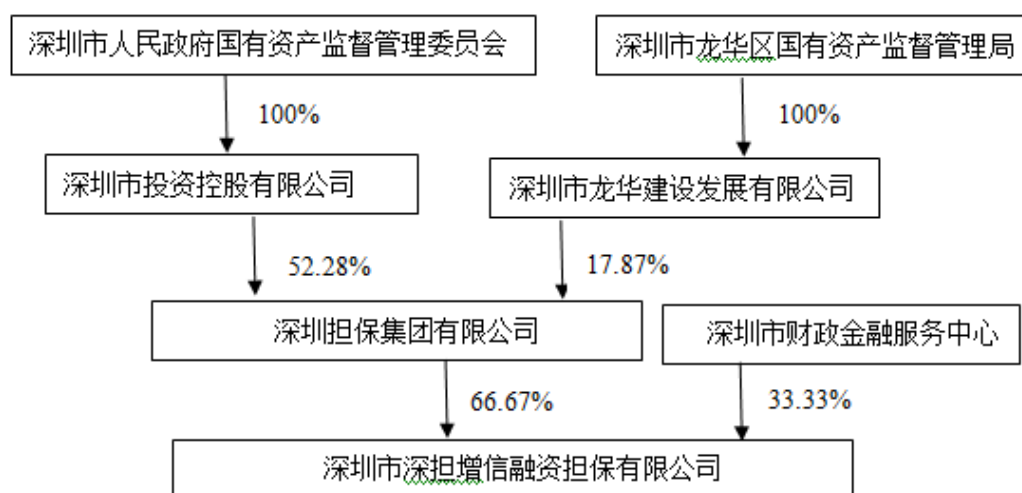 深圳市人民政府国有资产监督管理委员会
深圳市龙华区国有资产监督管理局
100%
100%
深圳市投资控股有限公司
深圳市龙华建设发展有限公司
52.28%
17.87%
深圳担保集团有限公司
深圳市财政金融服务中心
66.67%
33.33%
深圳市深担增信融资担保有限公司